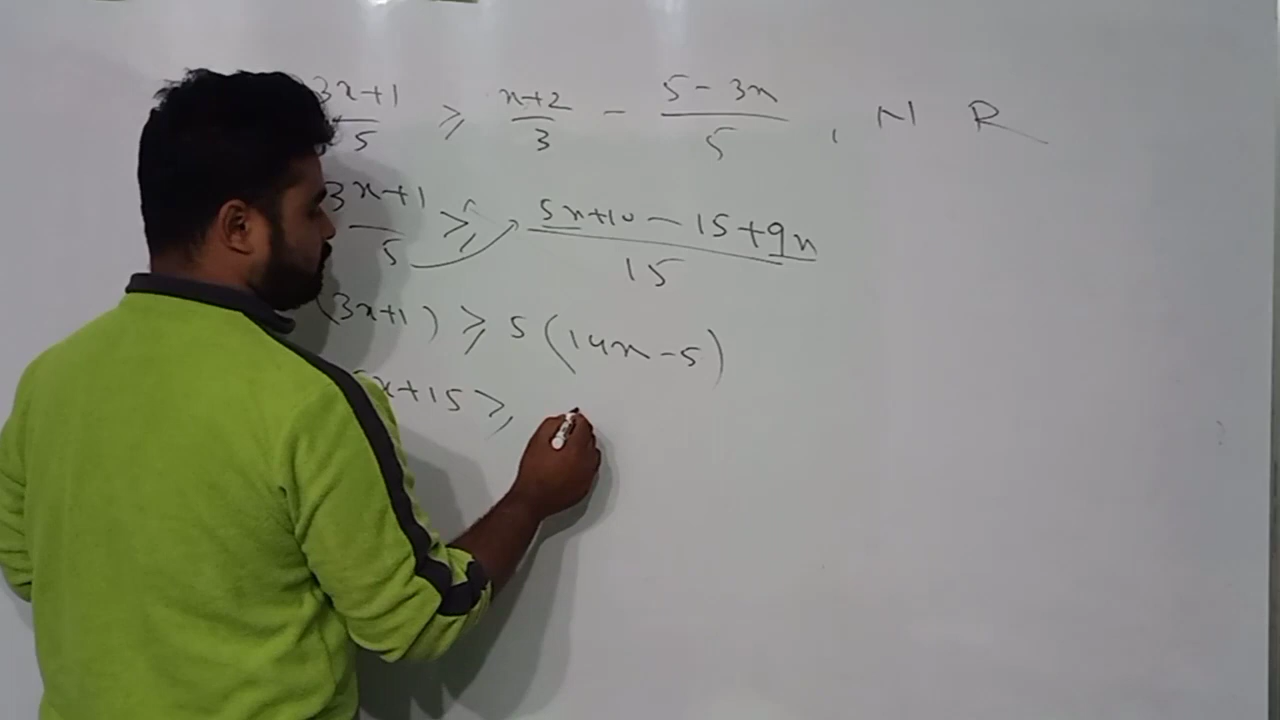 3x+1/5 ≥ x+2/3 - 5-3x/5 , N R
3x+1/5 ≥ 5x+10-15+9x/15
(3x+1) ≥ 5(14x-5)
5x+15 ≥